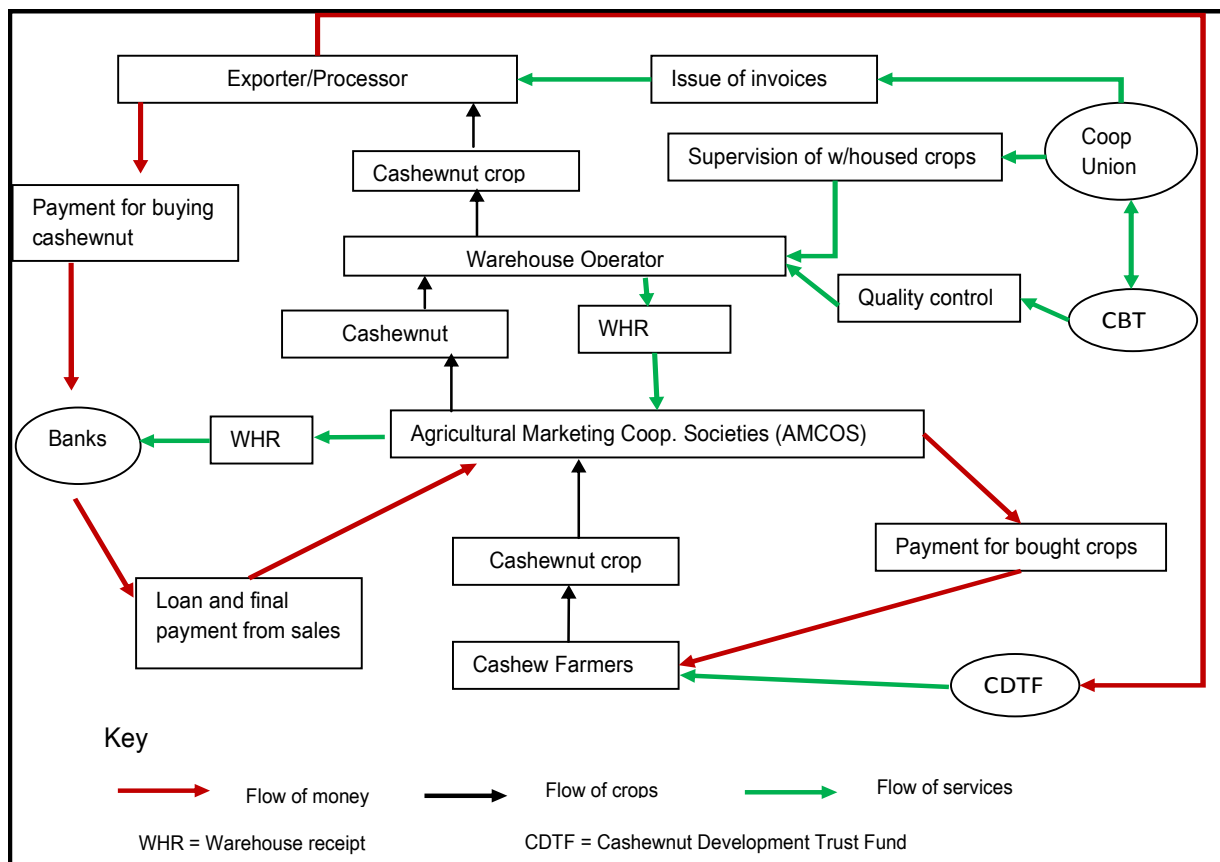 Exporter/Processor
Issue of invoices
Coop
Union
Supervision of w/housed crops
Cashewnut crop
Payment for buying
cashewnut
Warehouse Operator
Quality control
CBT
Cashewnut
WHR
Banks
WHR
Agricultural Marketing Coop. Societies (AMCOS)
Cashewnut crop
Payment for bought crops
Loan and final
payment from sales
Cashew Farmers
CDTF
Key
Flow of money
Flow of crops
Flow of services
WHR = Warehouse receipt
CDTF = Cashewnut Development Trust Fund